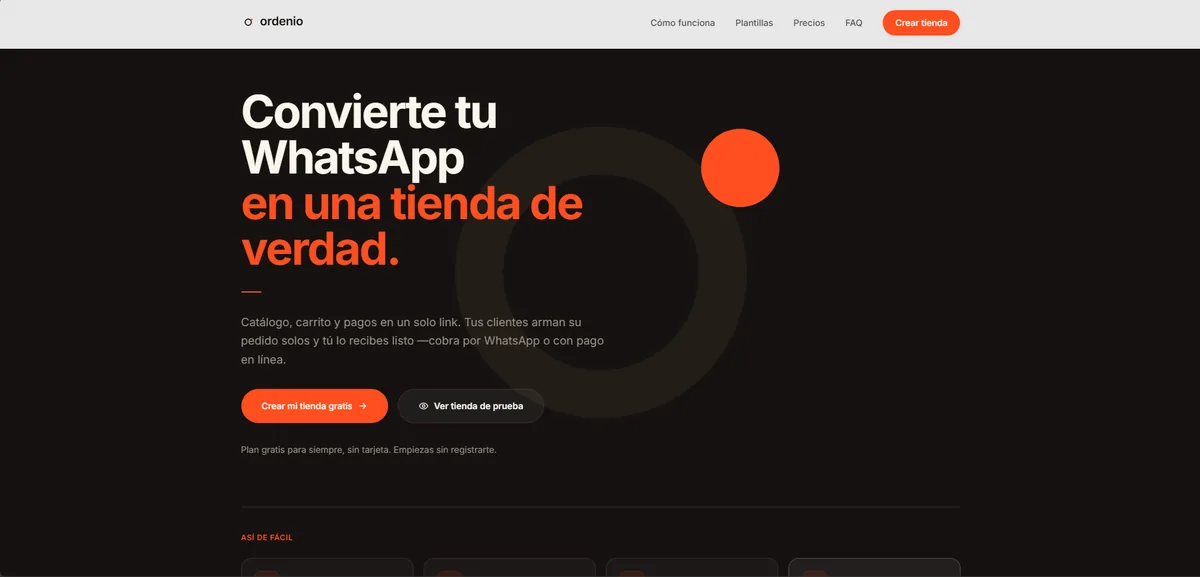 ordenio
Cómo funciona
Plantillas
Precios
FAQ
Crear tienda
Convierte tu
WhatsApp
en una tienda de
verdad.
Catálogo, carrito y pagos en un solo link. Tus clientes arman su
pedido solos y tú lo recibes listo —cobra por WhatsApp o con pago
en línea.
Crear mi tienda gratis →
Ver tienda de prueba
Plan gratis para siempre, sin tarjeta. Empiezas sin registrarte.
ASÍ DE FÁCIL